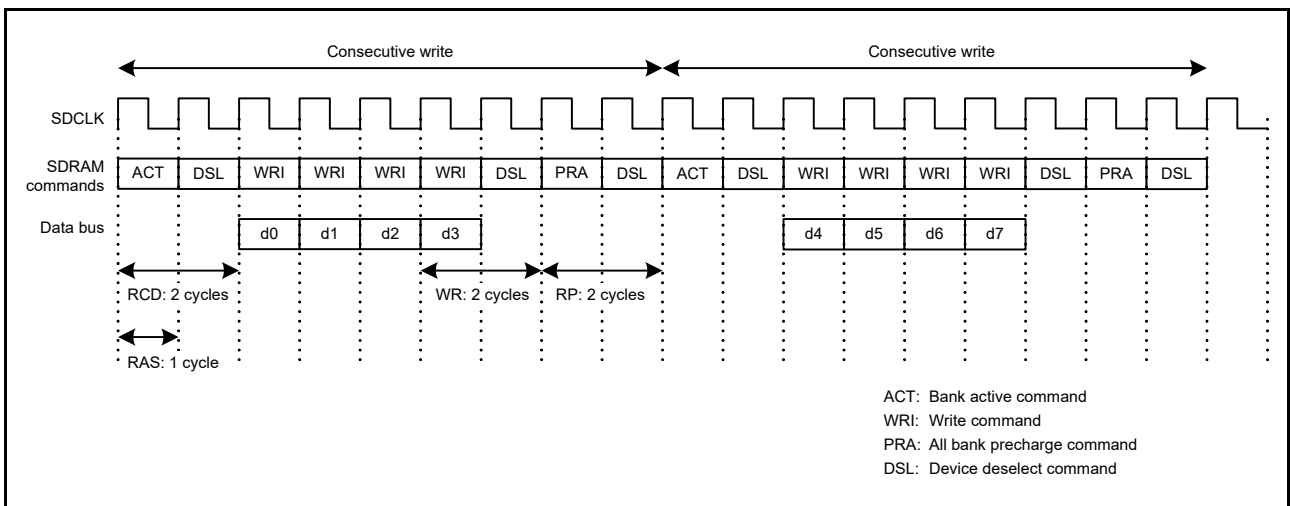 Consecutive write Consecutive write
SDCLK
SDRAM commands ACT DSL WRI WRI WRI WRI DSL PRA DSL ACT DSL WRI WRI WRI WRI DSL PRA DSL
Data bus d0 d1 d2 d3 d4 d5 d6 d7
RCD: 2 cycles WR: 2 cycles RP: 2 cycles
RAS: 1 cycle
ACT: Bank active command
WRI: Write command
PRA: All bank precharge command
DSL: Device deselect command